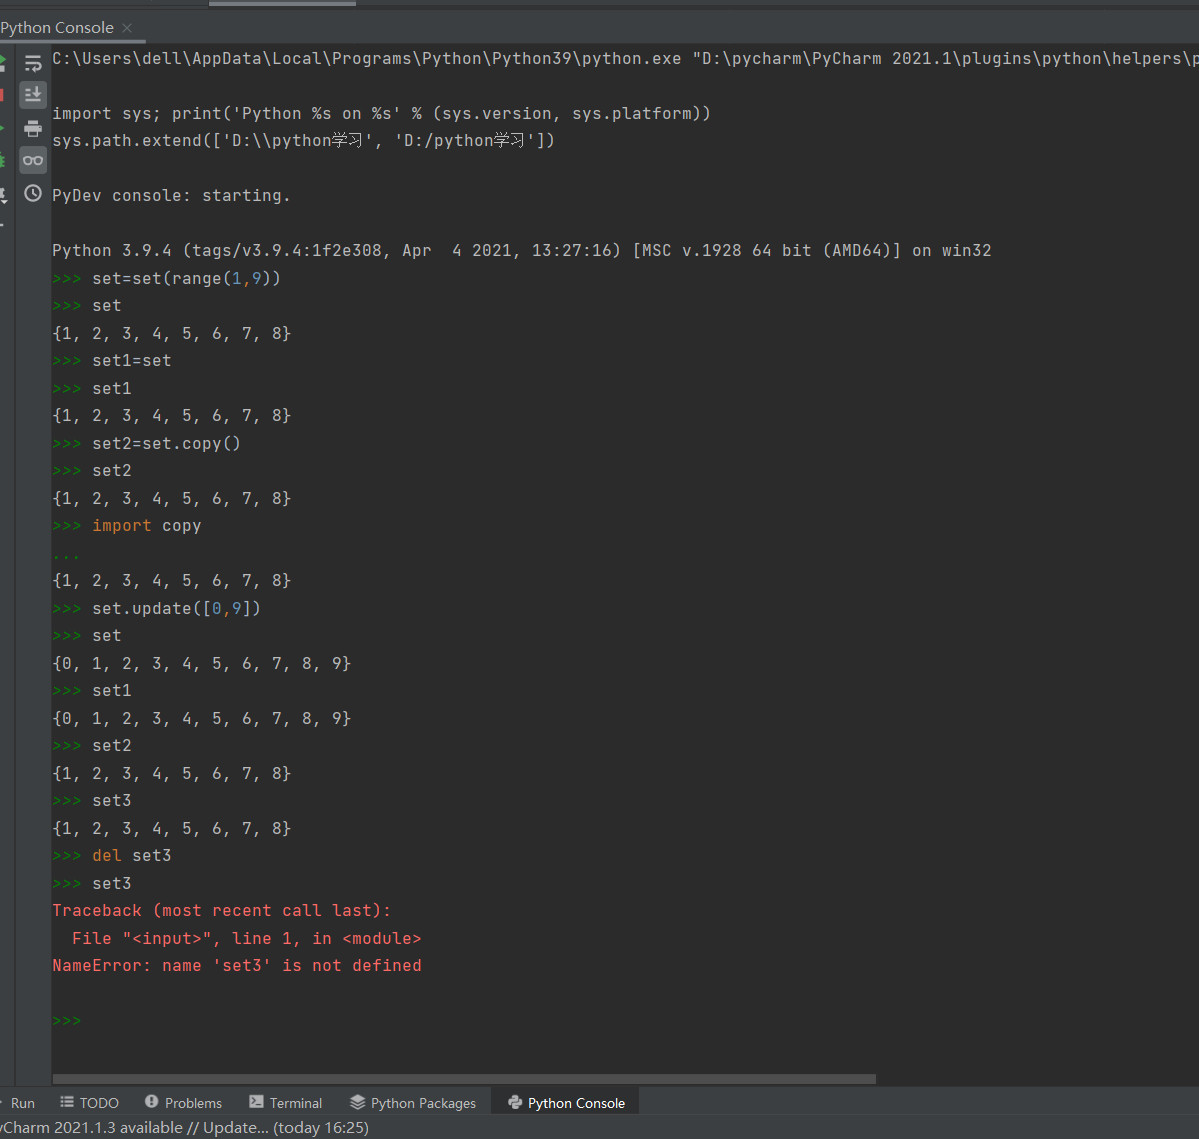 Python Console
C:\Users\dell\AppData\Local\Programs\Python\Python39\python.exe "D:\pycharm\PyCharm 2021.1\plugins\python\helpers\p
import sys; print('Python %s on %s' % (sys.version, sys.platform))
sys.path.extend(['D:\\python学习', 'D:/python学习'])
PyDev console: starting.
Python 3.9.4 (tags/v3.9.4:1f2e308, Apr  4 2021, 13:27:16) [MSC v.1928 64 bit (AMD64)] on win32
>>> set=set(range(1,9))
>>> set
{1, 2, 3, 4, 5, 6, 7, 8}
>>> set1=set
>>> set1
{1, 2, 3, 4, 5, 6, 7, 8}
>>> set2=set.copy()
>>> set2
{1, 2, 3, 4, 5, 6, 7, 8}
>>> import copy
...
{1, 2, 3, 4, 5, 6, 7, 8}
>>> set.update([0,9])
>>> set
{0, 1, 2, 3, 4, 5, 6, 7, 8, 9}
>>> set1
{0, 1, 2, 3, 4, 5, 6, 7, 8, 9}
>>> set2
{1, 2, 3, 4, 5, 6, 7, 8}
>>> set3
{1, 2, 3, 4, 5, 6, 7, 8}
>>> del set3
>>> set3
Traceback (most recent call last):
  File "<input>", line 1, in <module>
NameError: name 'set3' is not defined
>>>
Run TODO Problems Terminal Python Packages Python Console
yCharm 2021.1.3 available // Update... (today 16:25)